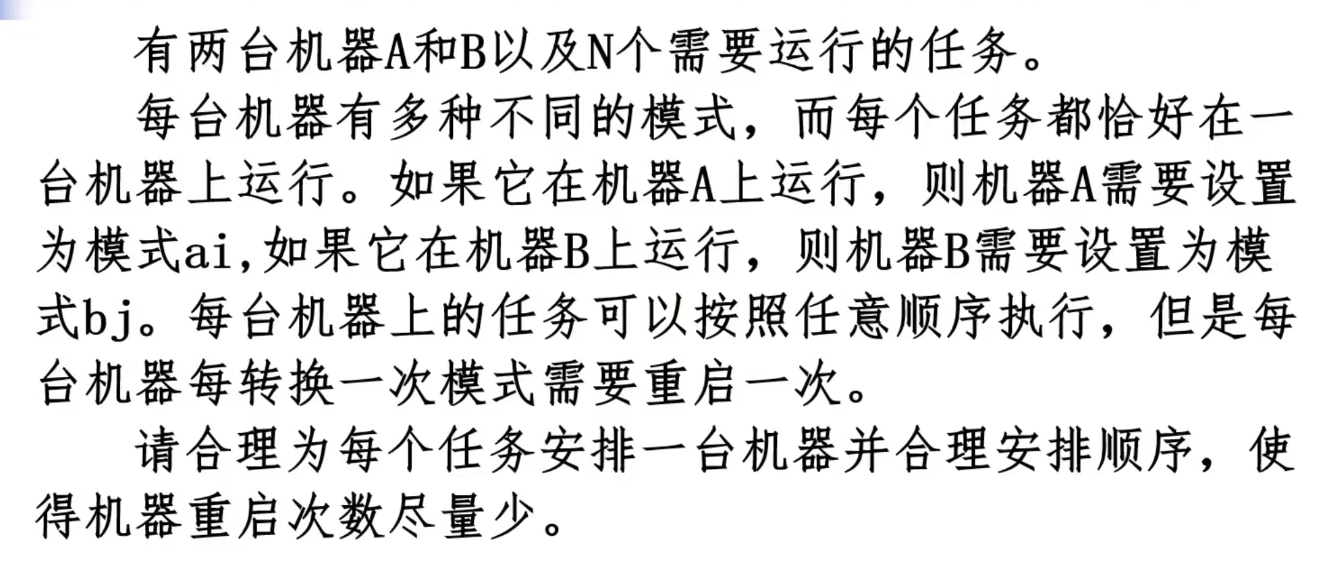 有两台机器A和B以及N个需要运行的任务。
每台机器有多种不同的模式，而每个任务都恰好在一
台机器上运行。如果它在机器A上运行，则机器A需要设置
为模式ai,如果它在机器B上运行，则机器B需要设置为模
式bj。每台机器上的任务可以按照任意顺序执行，但是每
台机器每转换一次模式需要重启一次。
请合理为每个任务安排一台机器并合理安排顺序，使
得机器重启次数尽量少。